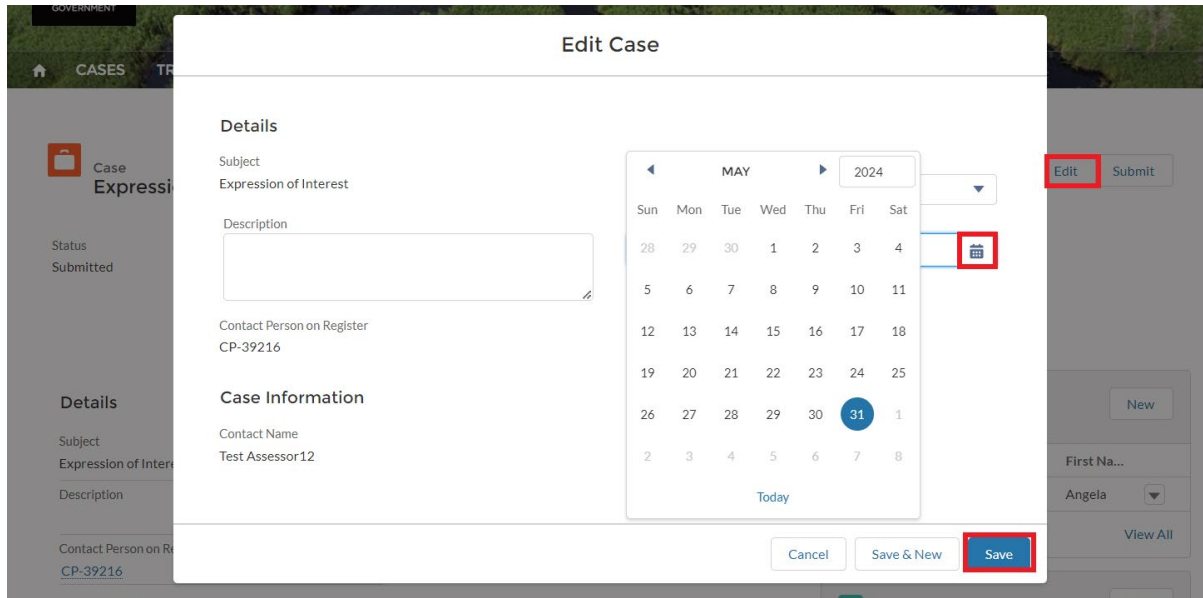 GOVERNMENT
Edit Case
CASES
Details
Subject
Expression of Interest
Description
Contact Person on Register
CP-39216
Case Information
Contact Name
Test Assessor12
MAY
2024
Sun Mon Tue Wed Thu Fri Sat
28 29 30 1 2 3 4
5 6 7 8 9 10 11
12 13 14 15 16 17 18
19 20 21 22 23 24 25
26 27 28 29 30 31 1
2 3 4 5 6 7 8
Today
Cancel Save & New Save
Case
Expressi
Edit Submit
Status
Submitted
Details
Subject
Expression of Intere
Description
Contact Person on Re
CP-39216
New
First Na...
Angela
View All